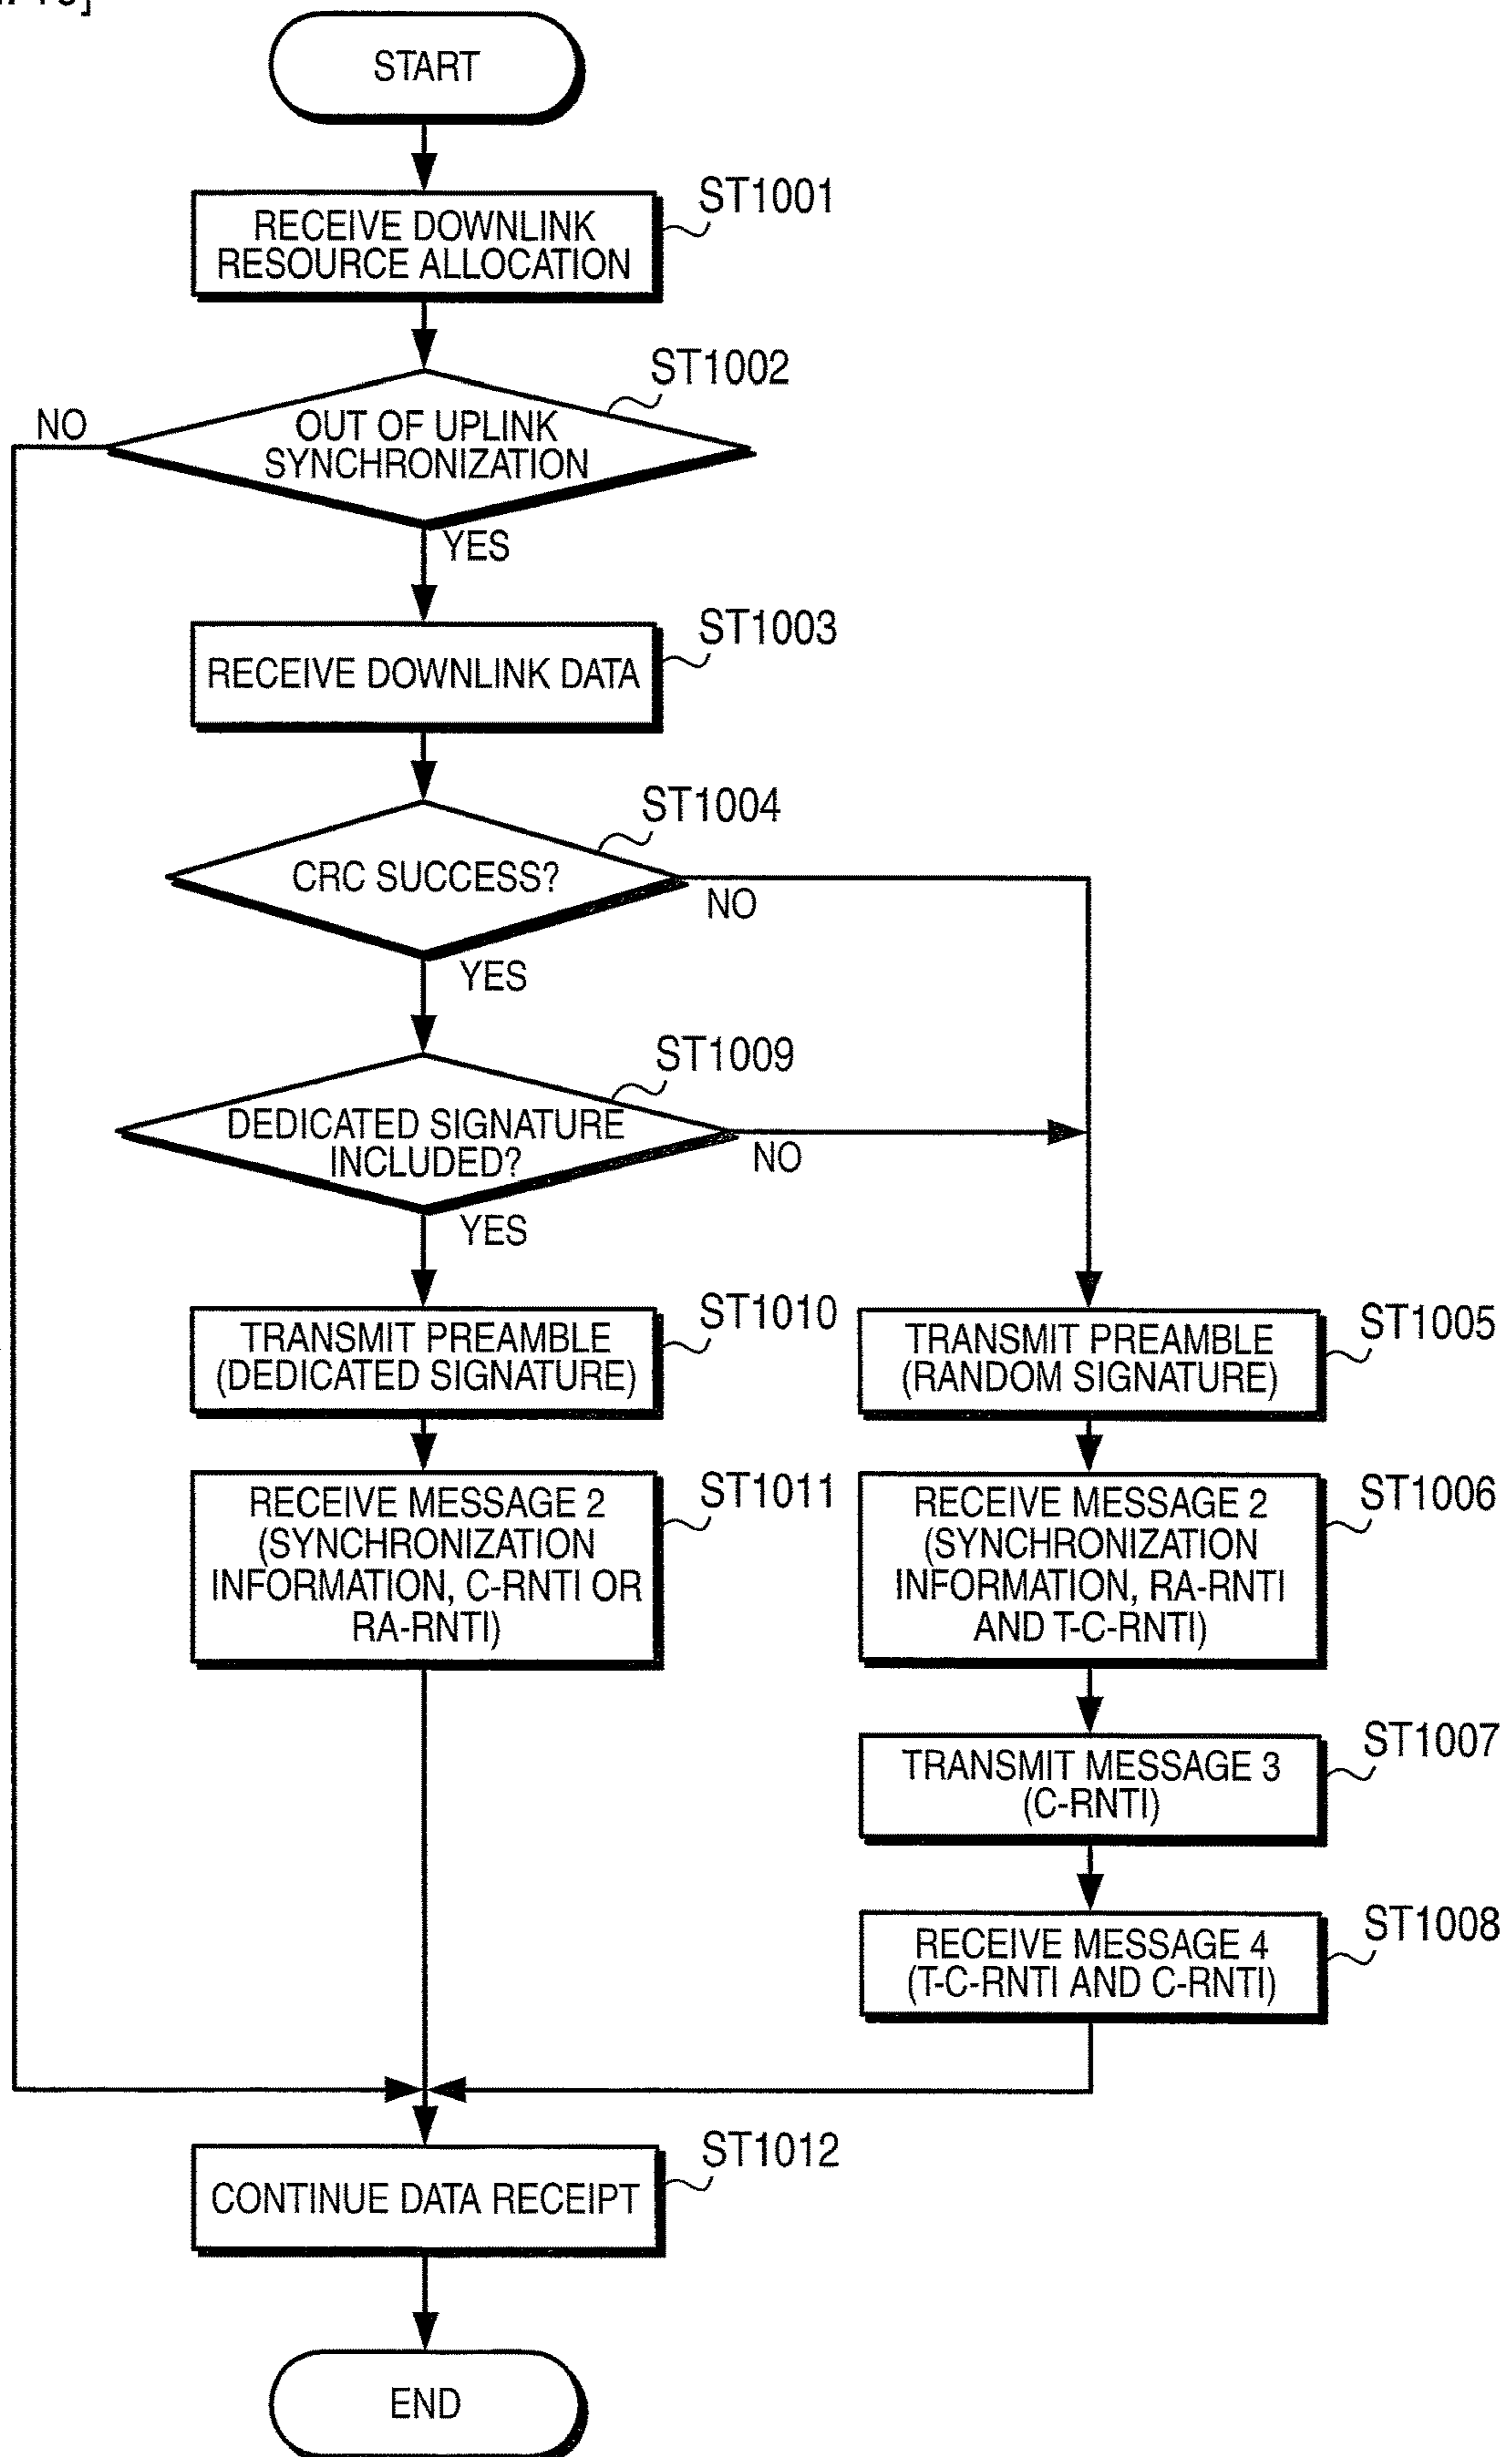 START
ST1001
RECEIVE DOWNLINK
RESOURCE ALLOCATION
ST1002
NO
OUT OF UPLINK
SYNCHRONIZATION
YES
ST1003
RECEIVE DOWNLINK DATA
ST1004
CRC SUCCESS?
NO
YES
ST1009
DEDICATED SIGNATURE
INCLUDED?
NO
YES
ST1010
TRANSMIT PREAMBLE
(DEDICATED SIGNATURE)
ST1005
TRANSMIT PREAMBLE
(RANDOM SIGNATURE)
ST1011
RECEIVE MESSAGE 2
(SYNCHRONIZATION
INFORMATION, C-RNTI OR
RA-RNTI)
ST1006
RECEIVE MESSAGE 2
(SYNCHRONIZATION
INFORMATION, RA-RNTI
AND T-C-RNTI)
ST1007
TRANSMIT MESSAGE 3
(C-RNTI)
ST1008
RECEIVE MESSAGE 4
(T-C-RNTI AND C-RNTI)
ST1012
CONTINUE DATA RECEIPT
END